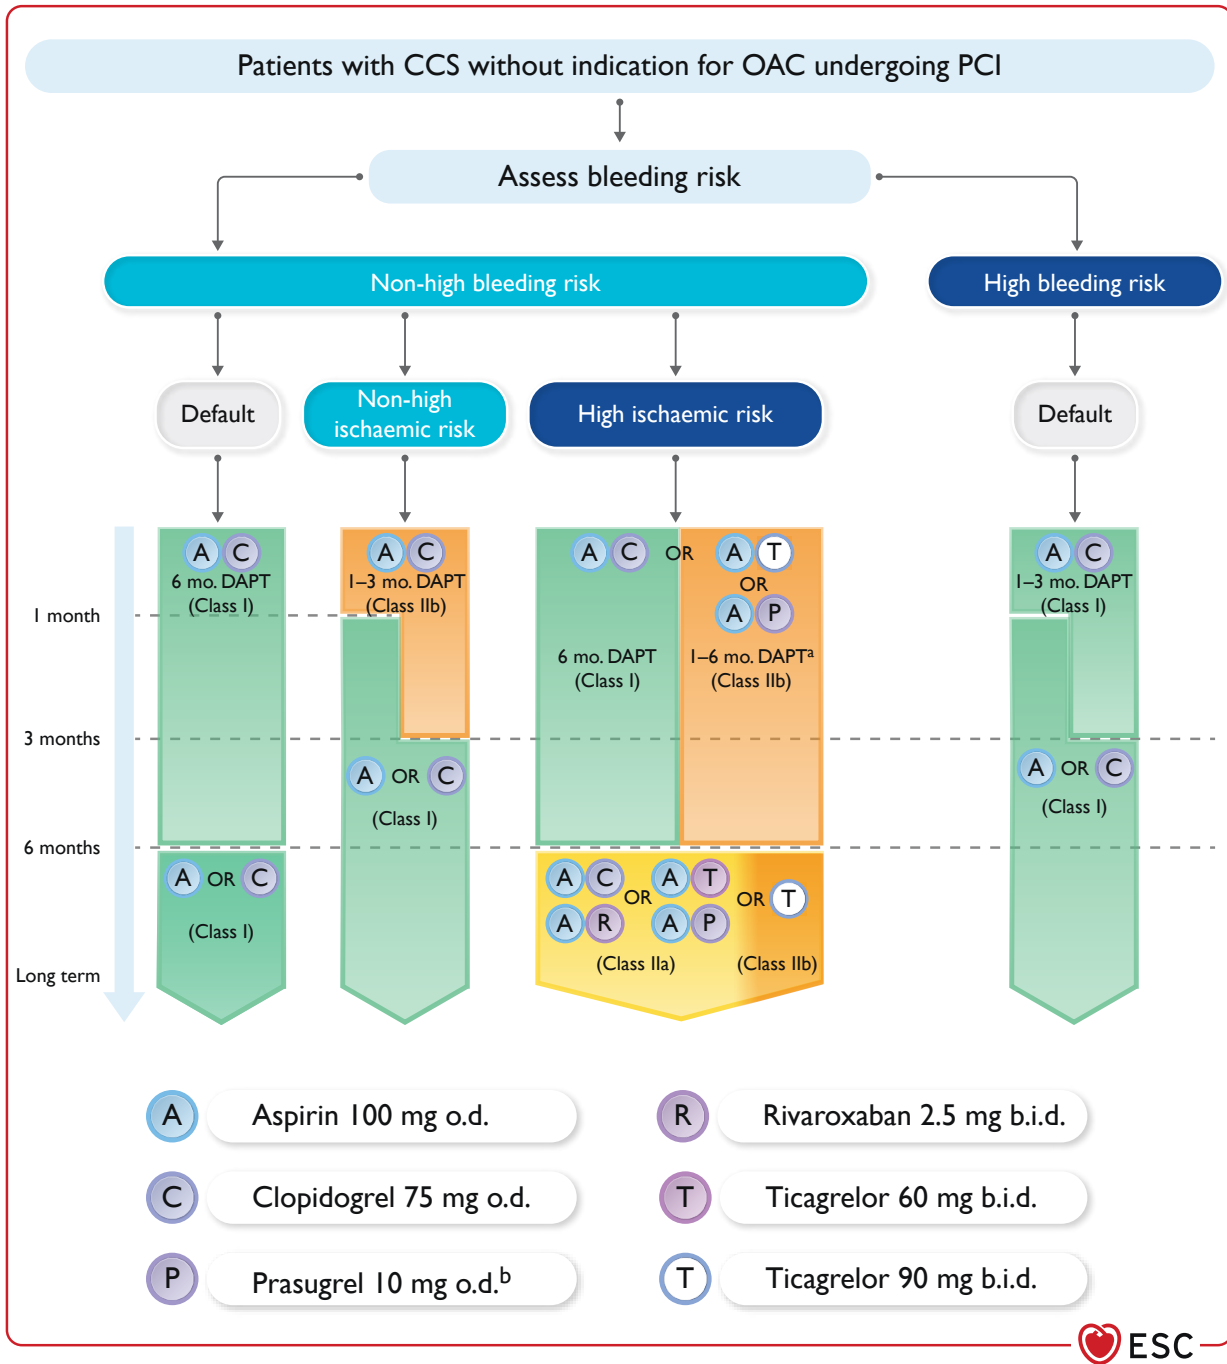 Patients with CCS without indication for OAC undergoing PCI
Assess bleeding risk
Non-high bleeding risk
High bleeding risk
Default
Non-high
ischaemic risk
High ischaemic risk
Default
A C
6 mo. DAPT
(Class I)
A C
1–3 mo. DAPT
(Class IIb)
A C OR A T
OR
A P
6 mo. DAPT
(Class I)
1–6 mo. DAPTᵃ
(Class IIb)
A C
1–3 mo. DAPT
(Class I)
1 month
3 months
A OR C
(Class I)
A OR C
(Class I)
6 months
A OR C
(Class I)
A C
A R
OR
A T
A P
OR T
(Class IIa)
(Class IIb)
Long term
A Aspirin 100 mg o.d.
R Rivaroxaban 2.5 mg b.i.d.
C Clopidogrel 75 mg o.d.
T Ticagrelor 60 mg b.i.d.
P Prasugrel 10 mg o.d.ᵇ
T Ticagrelor 90 mg b.i.d.
ESC